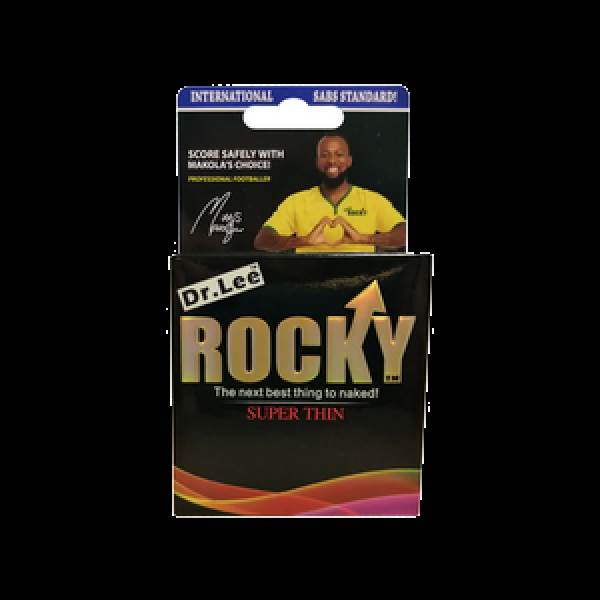 INTERNATIONAL SABS STANDARD!
SCORE SAFELY WITH
MAKOLA'S CHOICE!
PROFESSIONAL FOOTBALLER
Dr.Lee™
ROCKY
The next best thing to naked!
SUPER THIN